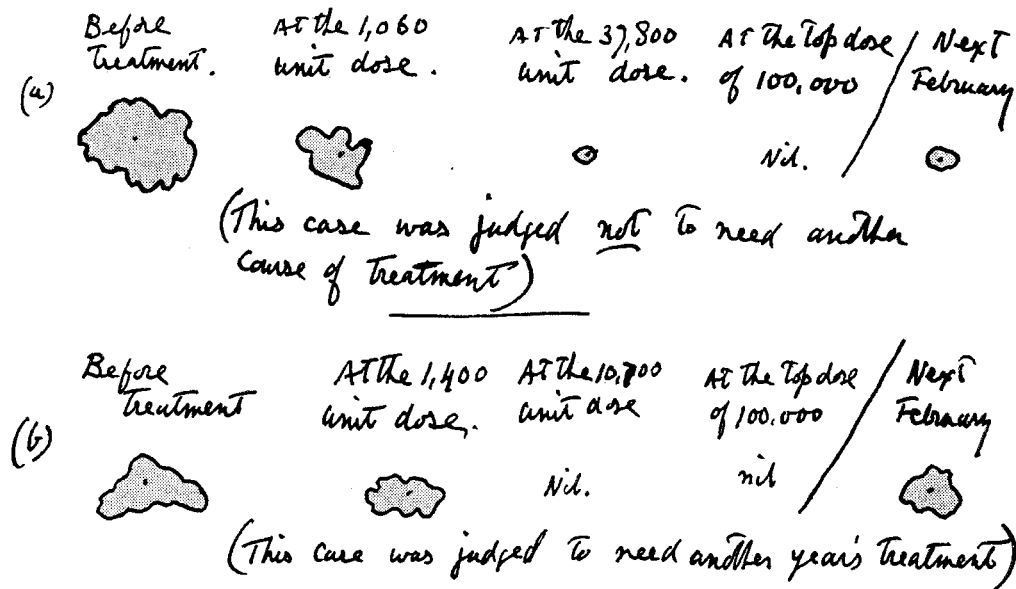 Before
treatment.
At the 1,060
unit dose.
At the 37,800
unit dose.
At the top dose
of 100,000
Next
February
(a)
Nil.
(This case was judged not to need another
course of treatment)
Before
treatment
At the 1,400
unit dose.
At the 10,700
unit dose
At the top dose
of 100.000
Next
February
(b)
Nil.
nil
(This case was judged to need another year's treatment)